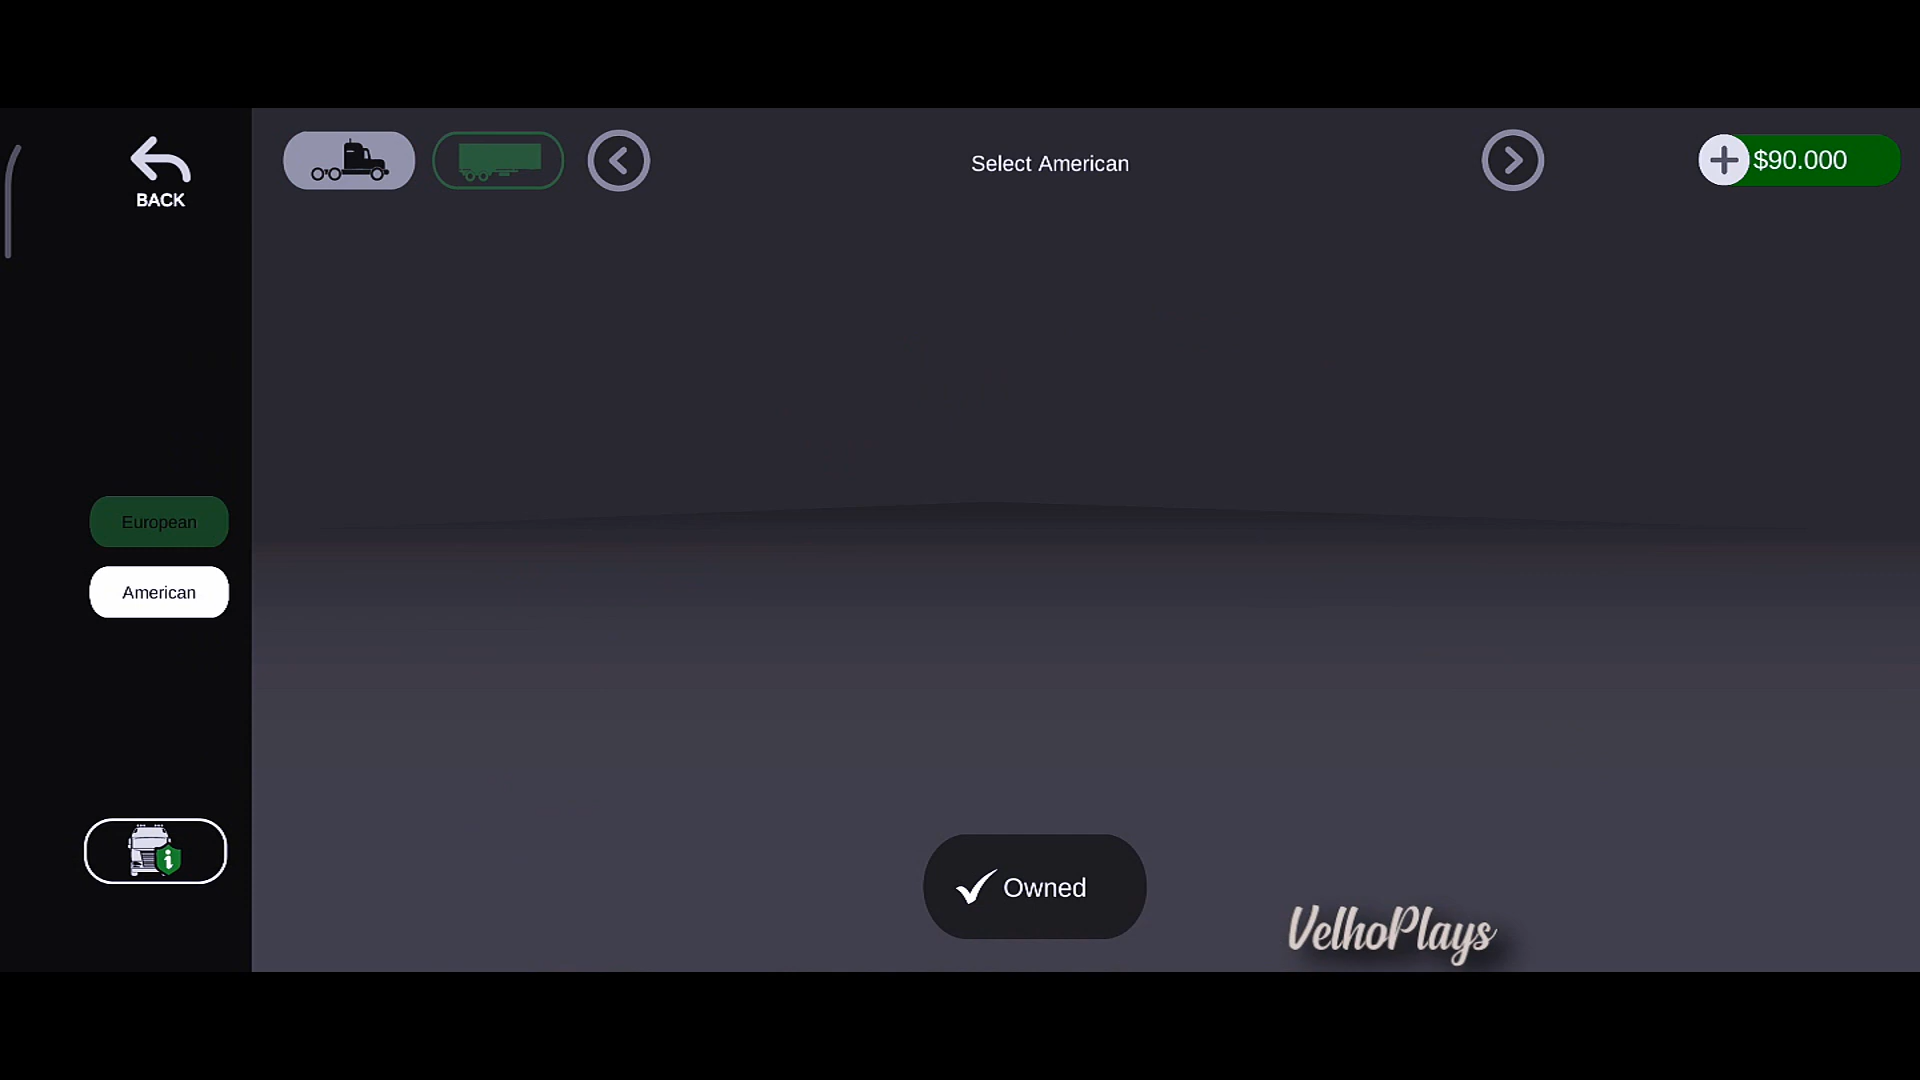 BACK
Select American
$90.000
European
American
Owned
VelhoPlays